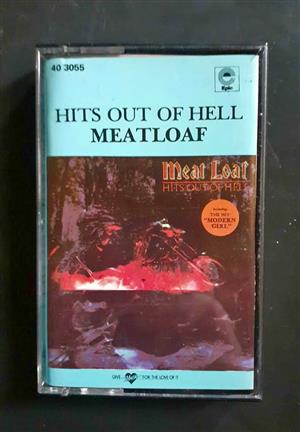 40 3055
Epic
HITS OUT OF HELL
MEATLOAF
Meat Loaf
HITS OUT OF HELL
Including
THE HIT
"MODERN
GIRL"
GIVE FOR THE LOVE OF IT